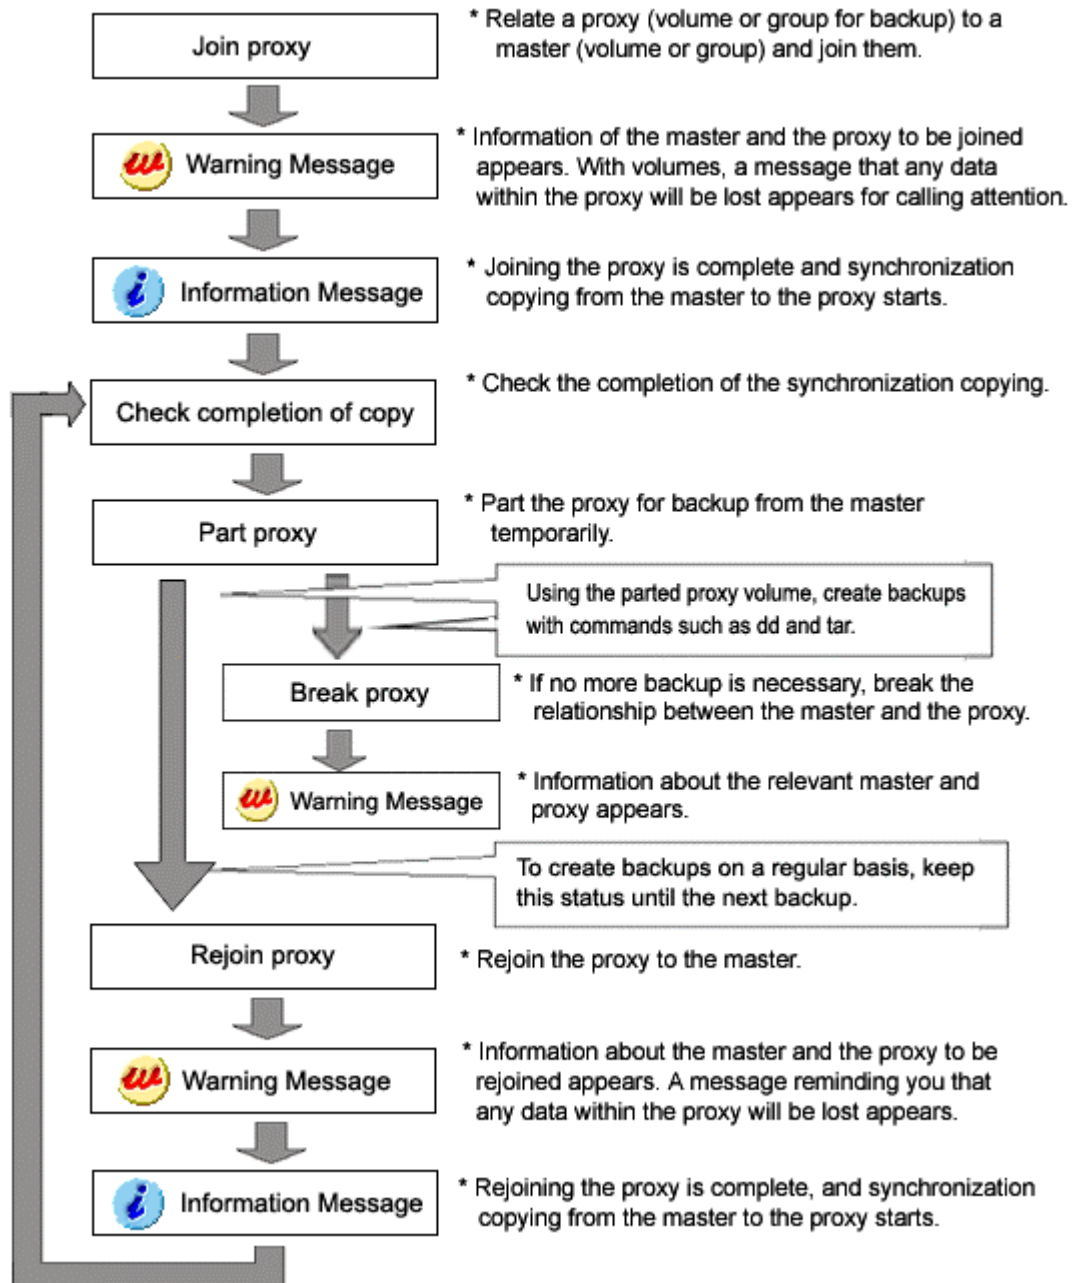 Join proxy
* Relate a proxy (volume or group for backup) to a
master (volume or group) and join them.
Warning Message
* Information of the master and the proxy to be joined
appears. With volumes, a message that any data
within the proxy will be lost appears for calling attention.
Information Message
* Joining the proxy is complete and synchronization
copying from the master to the proxy starts.
Check completion of copy
* Check the completion of the synchronization copying.
Part proxy
* Part the proxy for backup from the master
temporarily.
Using the parted proxy volume, create backups
with commands such as dd and tar.
Break proxy
* If no more backup is necessary, break the
relationship between the master and the proxy.
Warning Message
* Information about the relevant master and
proxy appears.
To create backups on a regular basis, keep
this status until the next backup.
Rejoin proxy
* Rejoin the proxy to the master.
Warning Message
* Information about the master and the proxy to be
rejoined appears. A message reminding you that
any data within the proxy will be lost appears.
Information Message
* Rejoining the proxy is complete, and synchronization
copying from the master to the proxy starts.